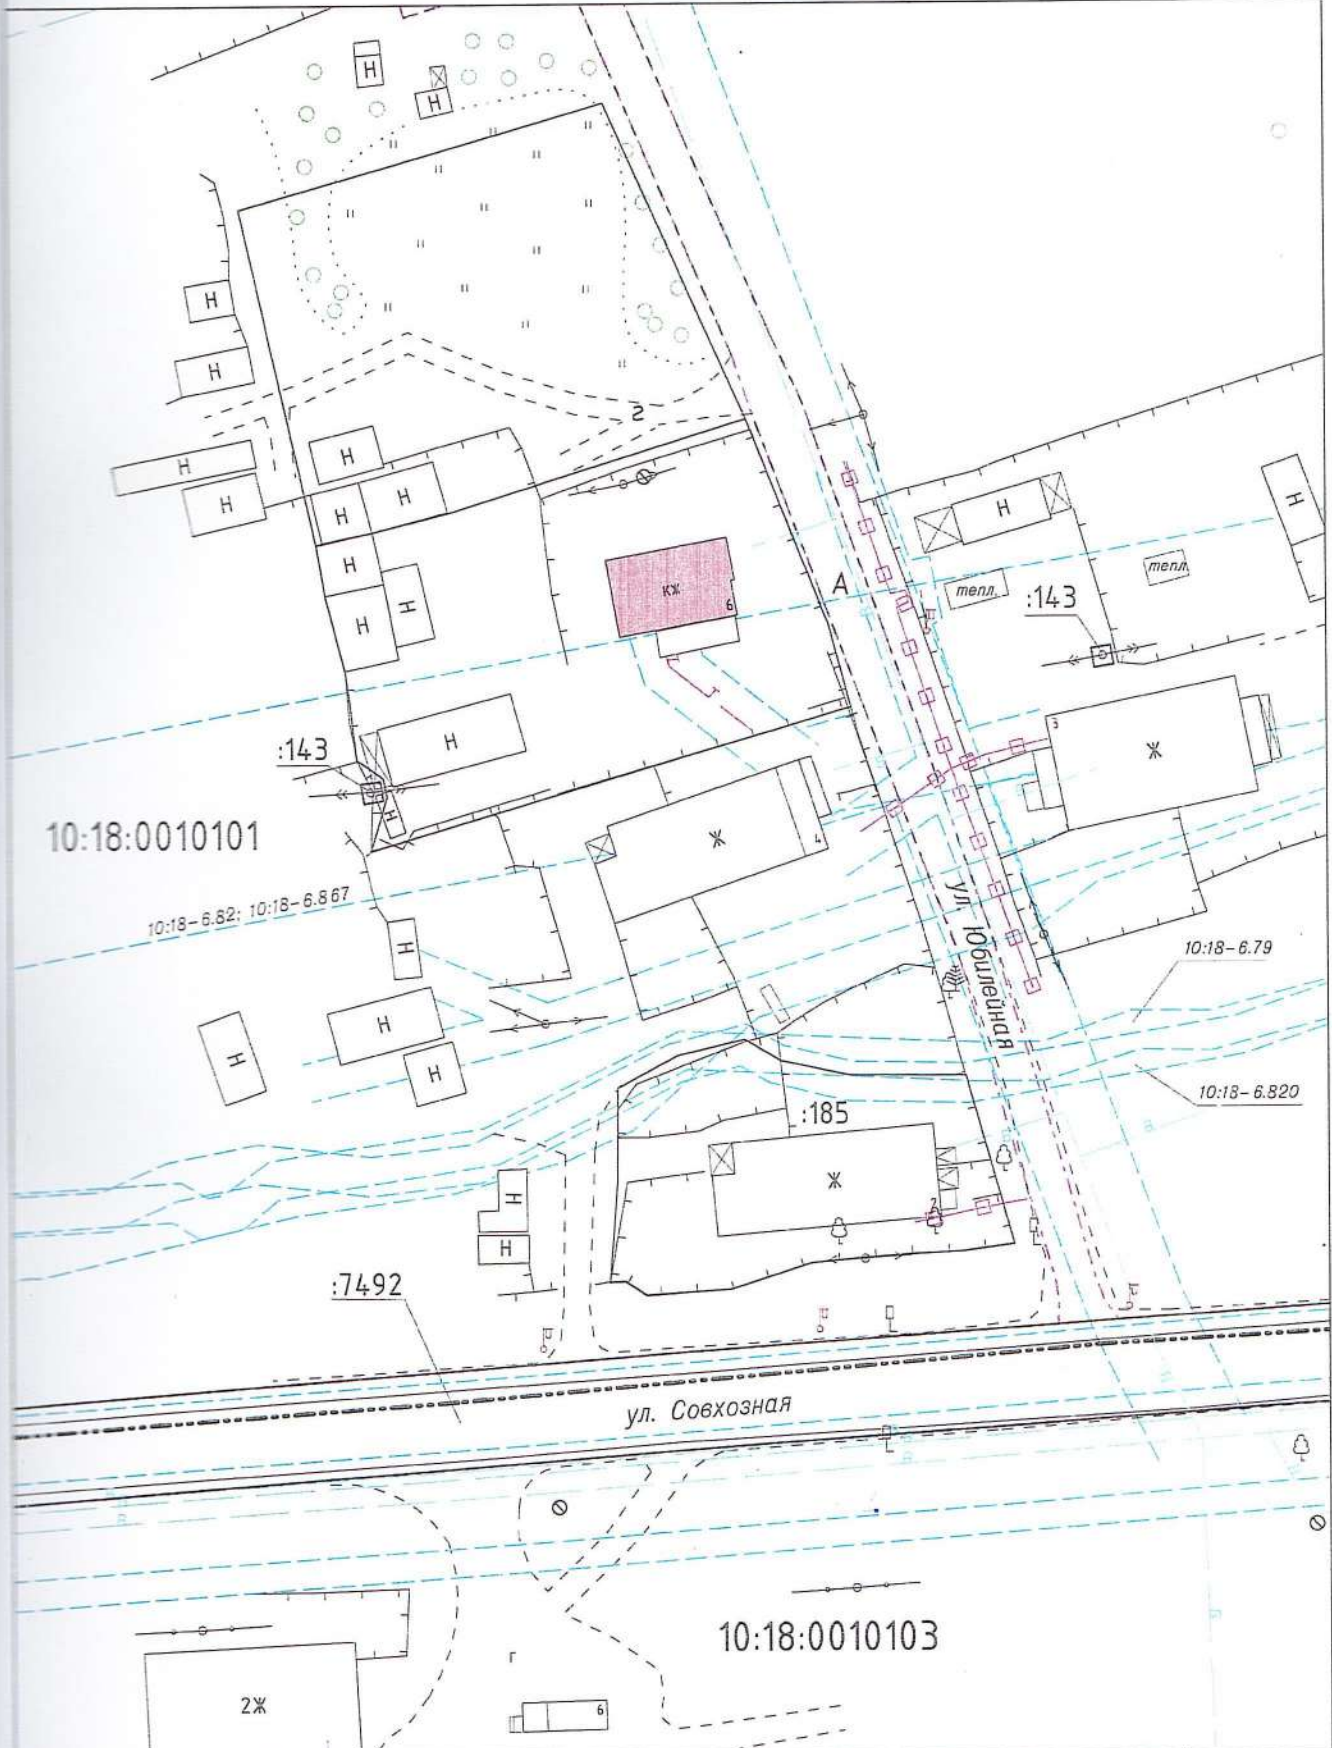 Н
Н
Н
Н
г
Н
Н
Н
Н
Н
Н
Н
Н
Н
КЖ
6
А
Н
Н
тепл.
тепл.
:143
:143
Н
Н
3
Ж
Ж
4
10:18:0010101
10:18-6.82; 10:18-6.867
Н
ул. Юбилейная
10:18-6.79
Н
Н
Н
10:18-6.820
:185
Ж
2
Н
Н
:7492
ул. Совхозная
10:18:0010103
г
2Ж
6